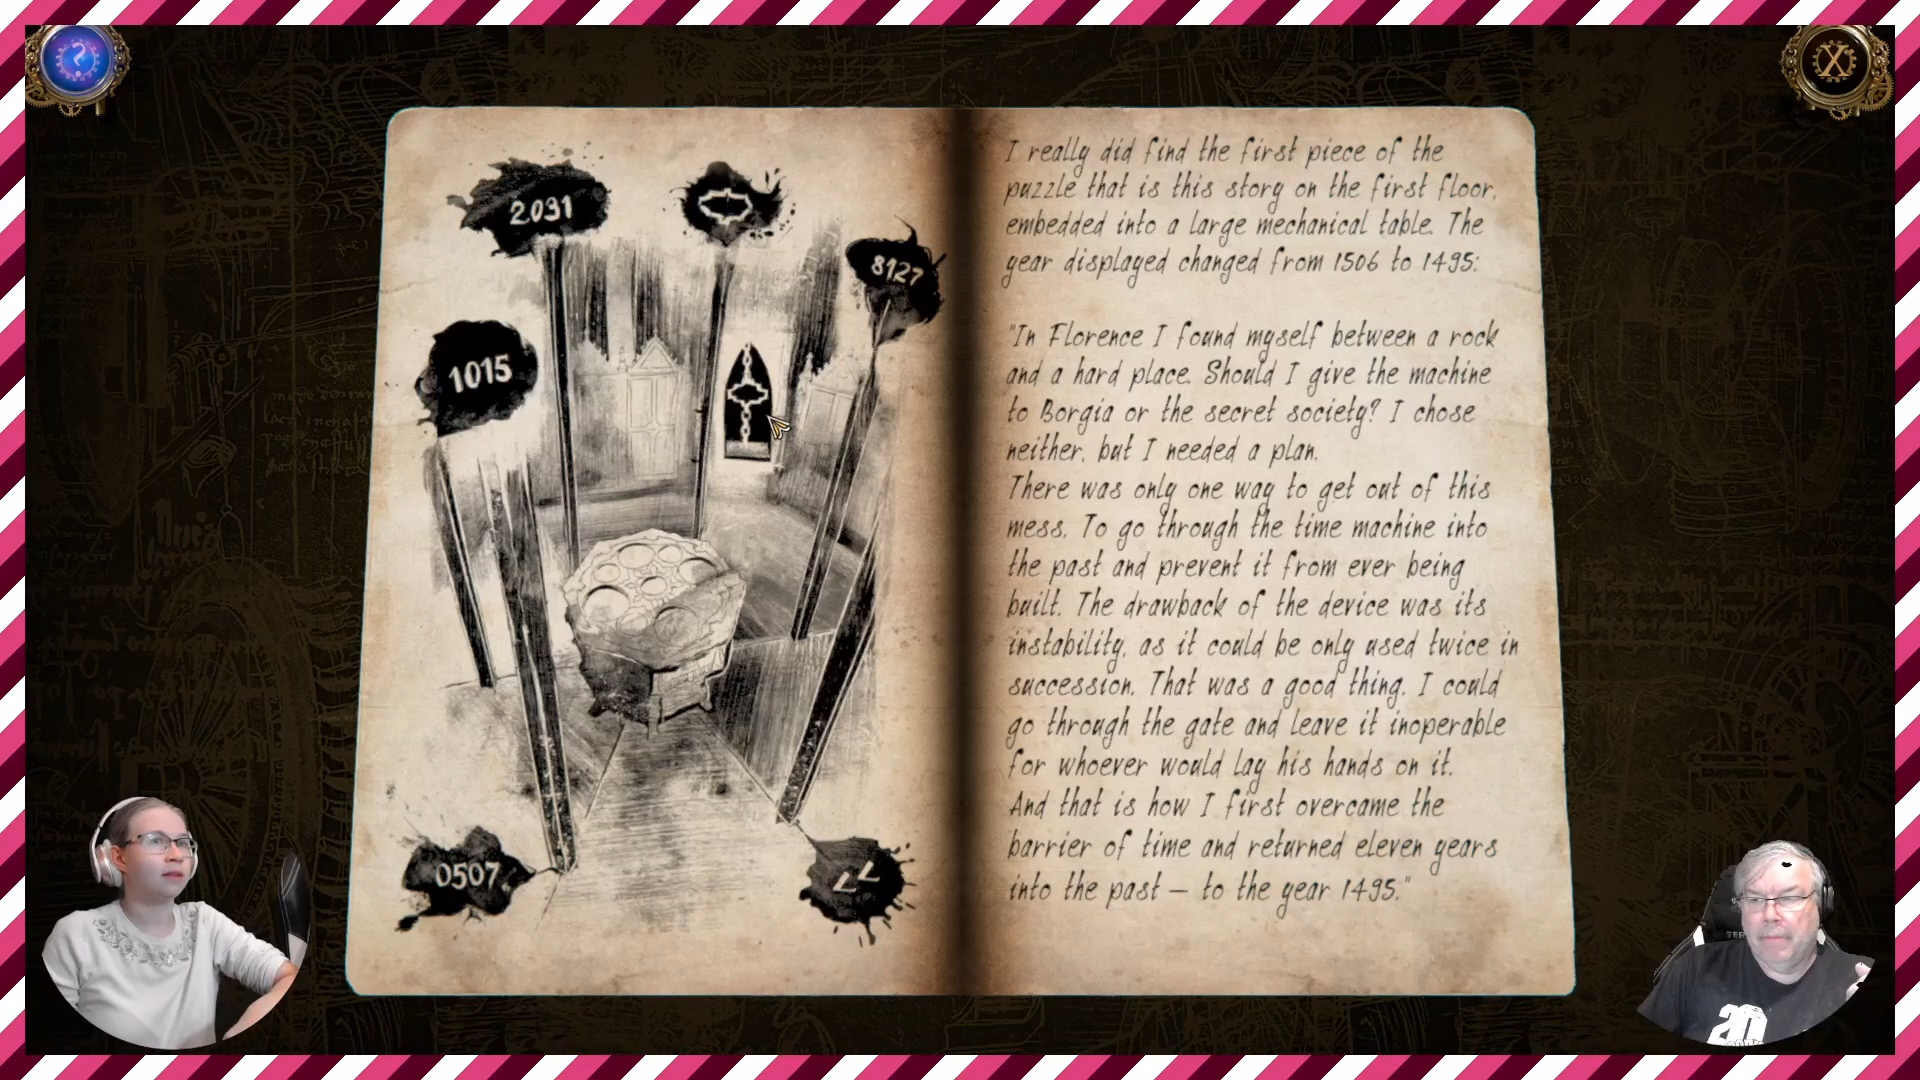 2031
8127
1015
0507
I really did find the first piece of the
puzzle that is this story on the first floor,
embedded into a large mechanical table. The
year displayed changed from 1506 to 1495:
"In Florence I found myself between a rock
and a hard place. Should I give the machine
to Borgia or the secret society? I chose
neither, but I needed a plan.
There was only one way to get out of this
mess. To go through the time machine into
the past and prevent it from ever being
built. The drawback of the device was its
instability, as it could be only used twice in
succession. That was a good thing. I could
go through the gate and leave it inoperable
for whoever would lay his hands on it.
And that is how I first overcame the
barrier of time and returned eleven years
into the past – to the year 1495."
20